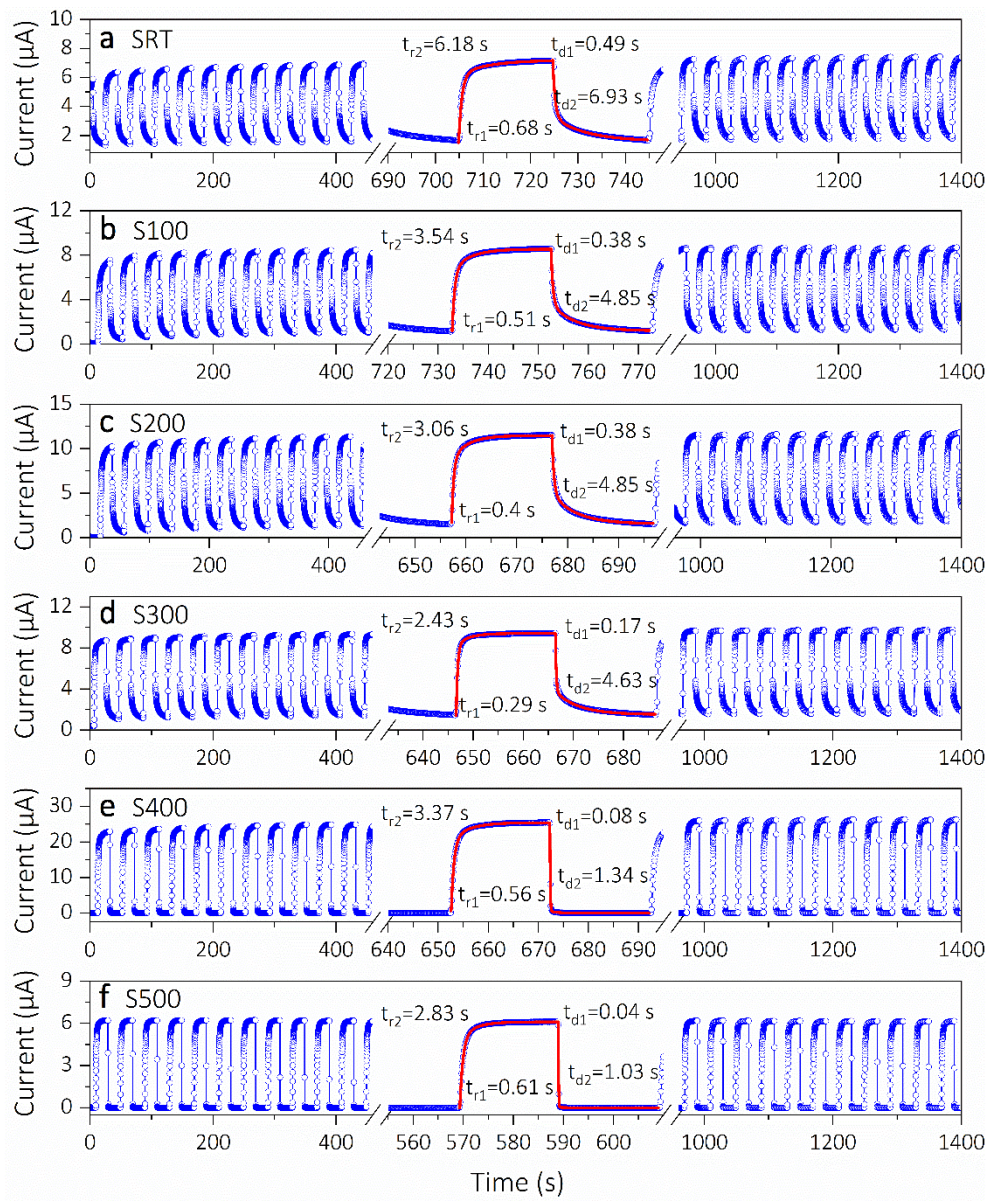 Current (μA)
10
8
6
4
2
a SRT
t_r2=6.18 s
t_d1=0.49 s
t_d2=6.93 s
t_r1=0.68 s
0 200 400 690 700 710 720 730 740 1000 1200 1400
Current (μA)
12
8
4
0
b S100
t_r2=3.54 s
t_d1=0.38 s
t_d2=4.85 s
t_r1=0.51 s
0 200 400 720 730 740 750 760 770 1000 1200 1400
Current (μA)
15
10
5
0
c S200
t_r2=3.06 s
t_d1=0.38 s
t_d2=4.85 s
t_r1=0.4 s
0 200 400 650 660 670 680 690 1000 1200 1400
Current (μA)
12
8
4
0
d S300
t_r2=2.43 s
t_d1=0.17 s
t_d2=4.63 s
t_r1=0.29 s
0 200 400 640 650 660 670 680 1000 1200 1400
Current (μA)
30
20
10
0
e S400
t_r2=3.37 s
t_d1=0.08 s
t_d2=1.34 s
t_r1=0.56 s
0 200 400 640 650 660 670 680 690 1000 1200 1400
Current (μA)
9
6
3
0
f S500
t_r2=2.83 s
t_d1=0.04 s
t_d2=1.03 s
t_r1=0.61 s
0 200 400 560 570 580 590 600 1000 1200 1400
Time (s)